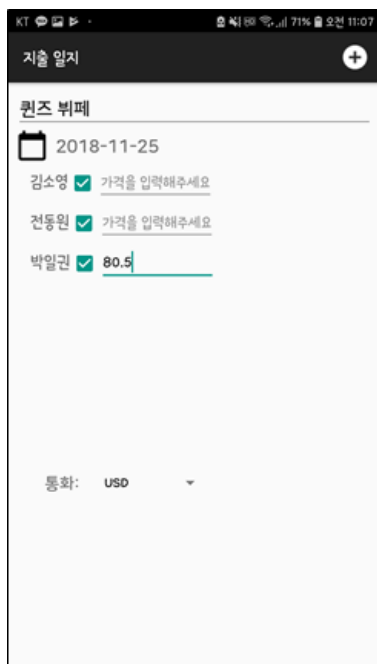 KT 71% 오전 11:07
지출 일지
퀸즈 뷔페
2018-11-25
김소영 가격을 입력해주세요
전동원 가격을 입력해주세요
박일권 80.5
통화: USD